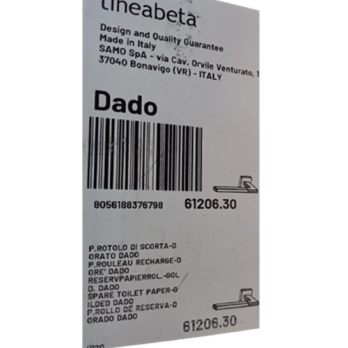 lineabeta
Design and Quality Guarantee
Made in Italy
SAMO SpA - via Cav. Orvile Venturato, 1
37040 Bonavigo (VR) - ITALY
Dado
8056188376798 61206.30
P.ROTOLO DI SCORTA-D
ORATO DADO
P.ROULEAU RECHARGE-D
ORE' DADO
RESERVPAPIERROL.-GOL
D. DADO
SPARE TOILET PAPER-G
ILDED DADO
P.ROLLO DE RESERVA-D
ORADO DADO
61206.30